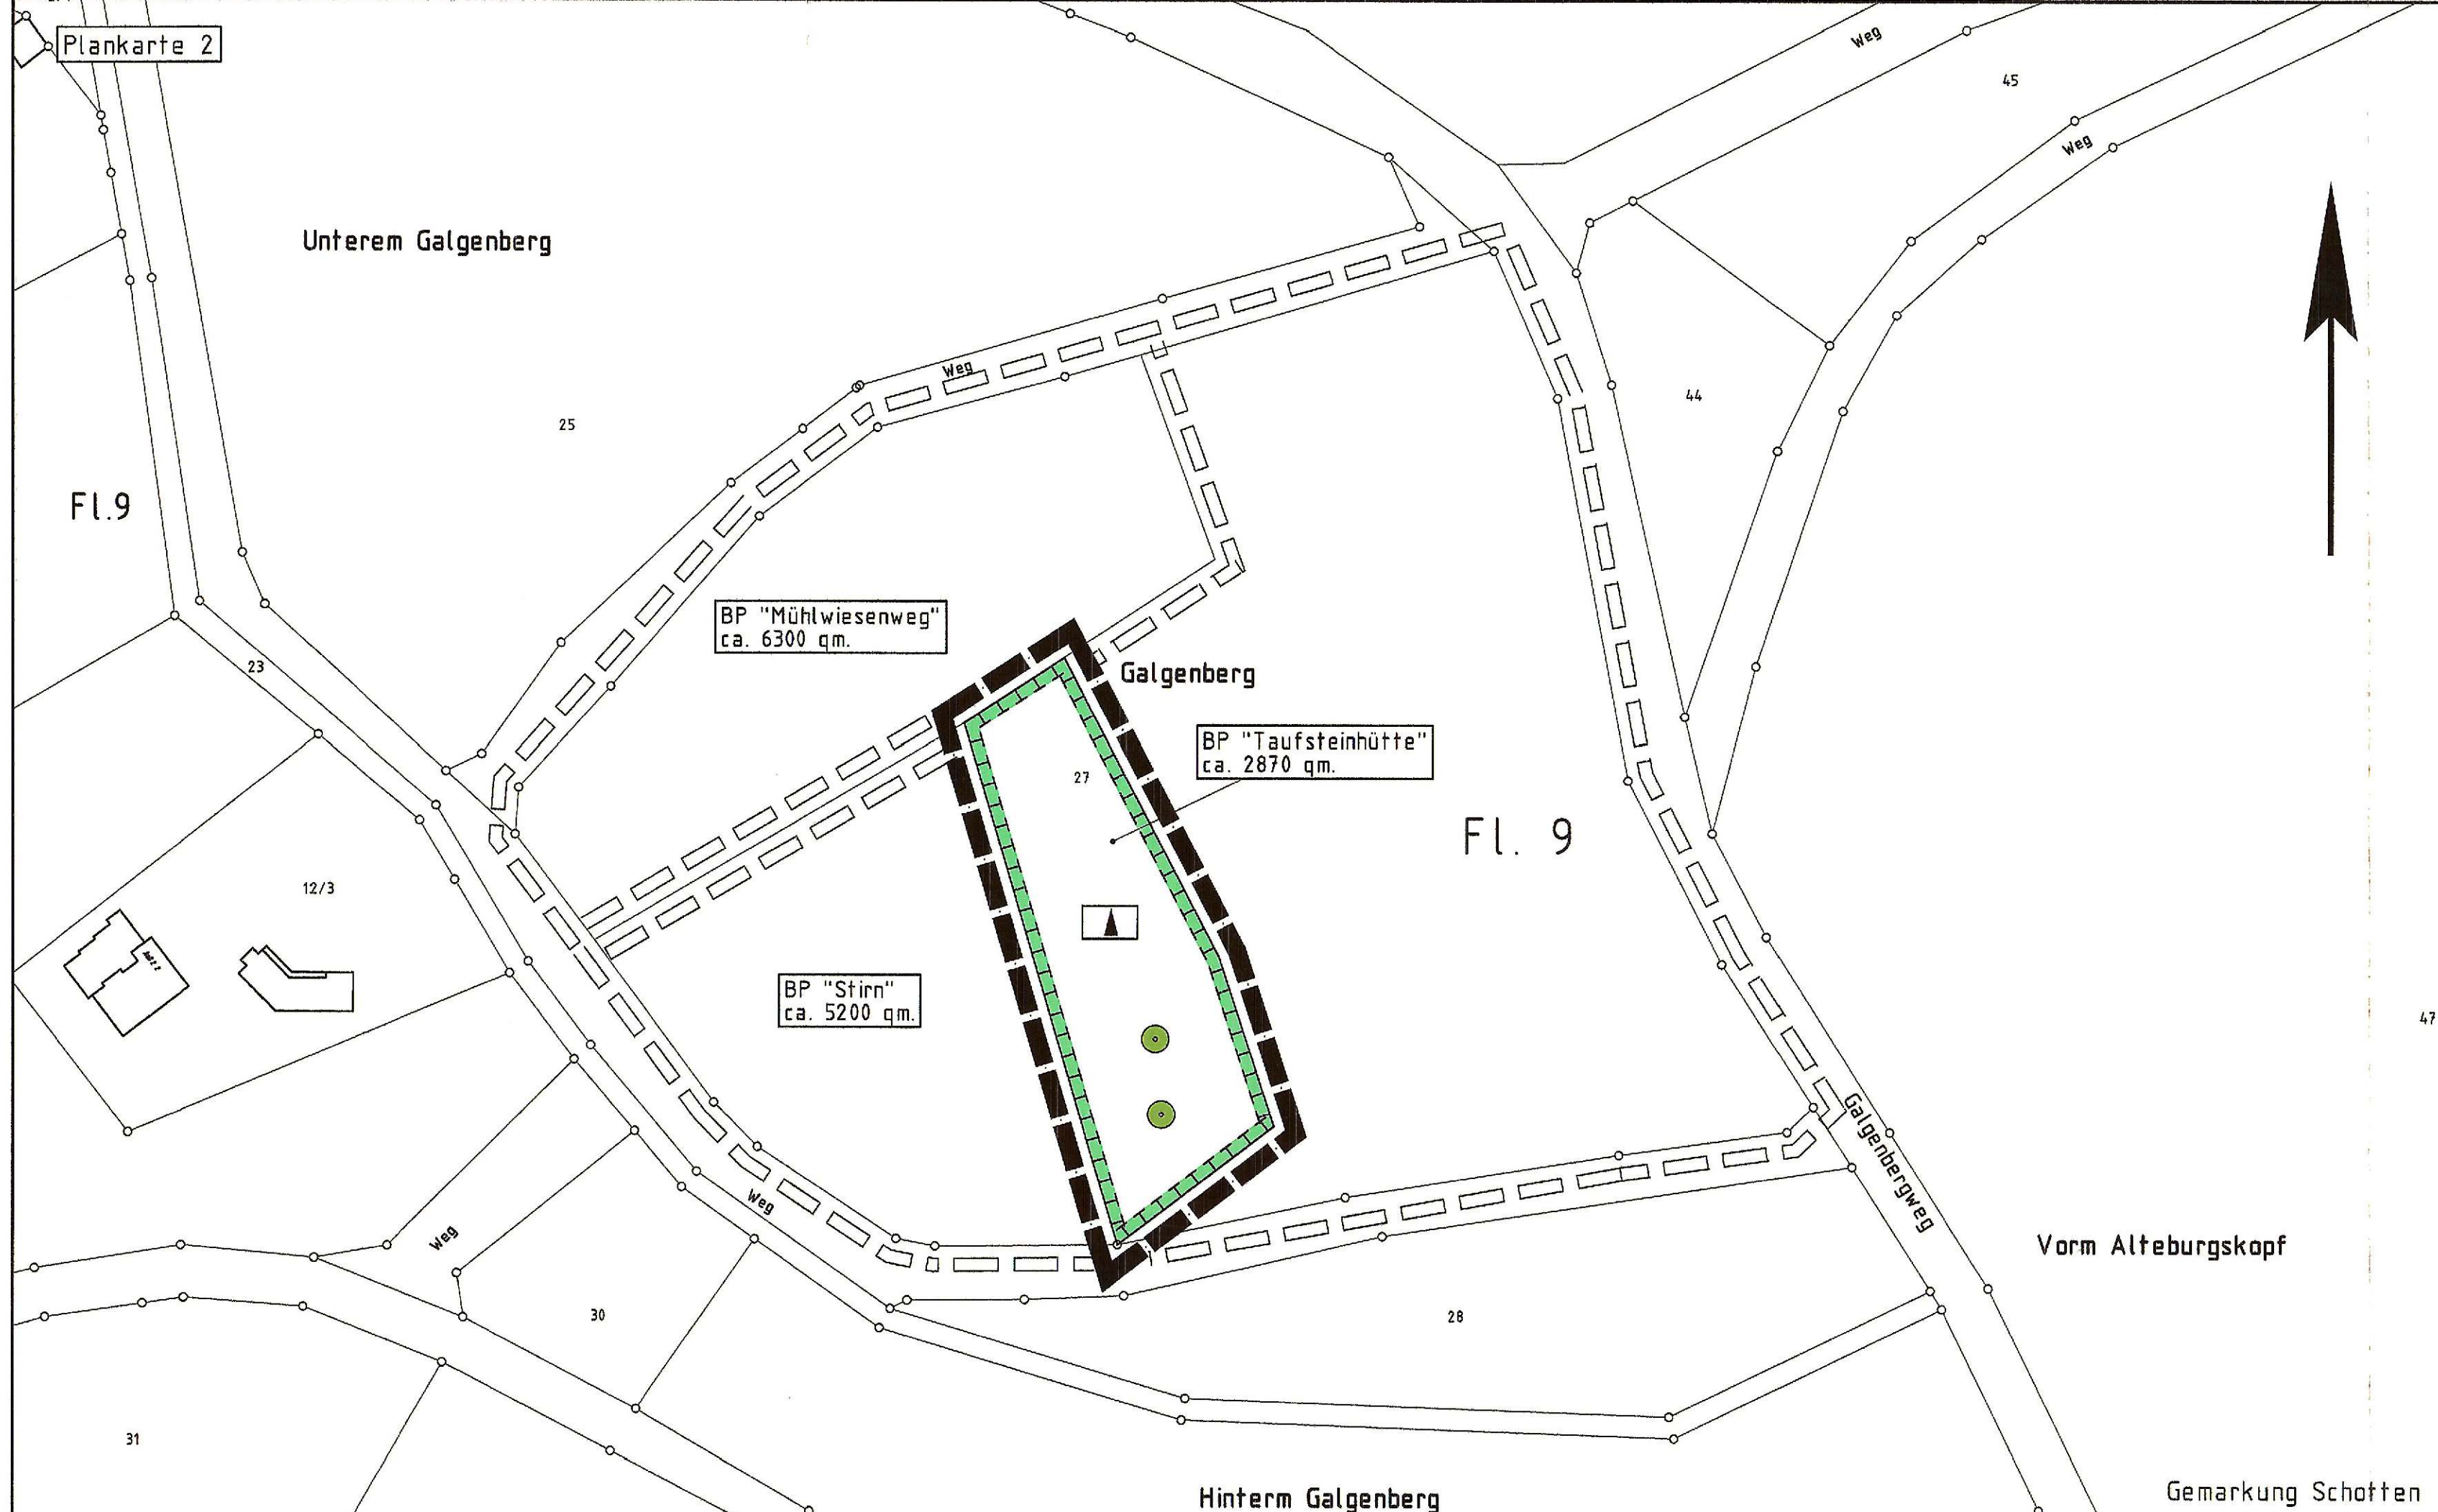 Plankarte 2
Weg
45
Weg
Unterem Galgenberg
Weg
44
25
Fl.9
BP "Mühlwiesenweg"
ca. 6300 qm.
23
Galgenberg
BP "Taufsteinhütte"
ca. 2870 qm.
27
Fl. 9
12/3
BP "Stirn"
ca. 5200 qm.
47
Galgenbergweg
Weg
Weg
Vorm Alteburgskopf
30
28
31
Hinterm Galgenberg
Gemarkung Schotten